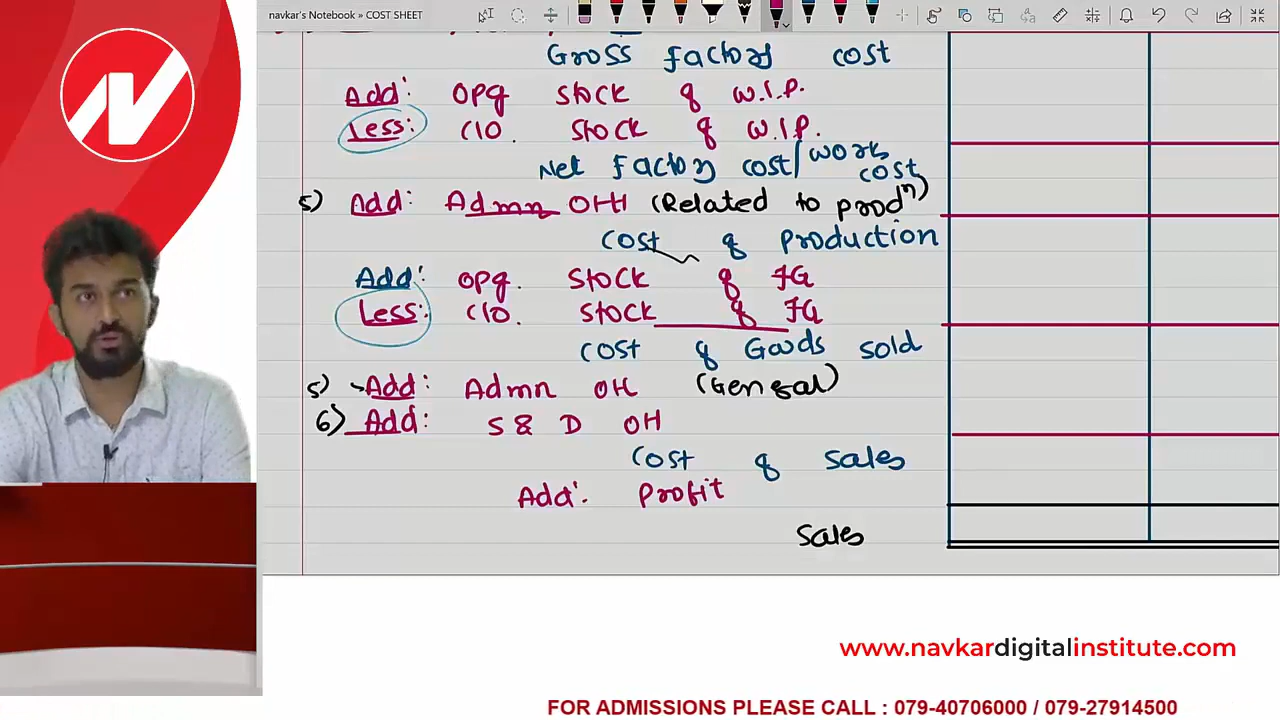 navkar's Notebook » COST SHEET
Gross factory cost
Add: opg stock of W.I.P.
Less: clo. stock of W.I.P.
Net factory cost/work cost
5) Add: Admn OHH (Related to prodⁿ)
cost of production
Add: opg. stock of FG
Less: clo. stock of FG
cost of Goods sold
5) Add: Admn OH (General)
6) Add: S & D OH
cost of sales
Add: profit
sales
www.navkardigitalinstitute.com
FOR ADMISSIONS PLEASE CALL : 079-40706000 / 079-27914500